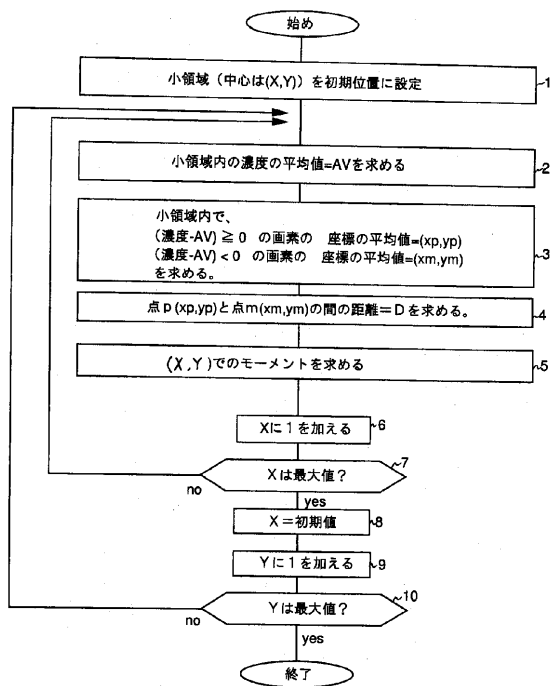 始め
小領域（中心は(X,Y)）を初期位置に設定
1
小領域内の濃度の平均値=AVを求める
2
小領域内で、
(濃度-AV) ≧ 0 の画素の 座標の平均値=(xp,yp)
(濃度-AV) < 0 の画素の 座標の平均値=(xm,ym)
を求める。
3
点p(xp,yp)と点m(xm,ym)の間の距離＝Dを求める。
4
(X,Y)でのモーメントを求める
5
Xに1を加える
6
Xは最大値？
7
no
yes
X＝初期値
8
Yに1を加える
9
Yは最大値？
10
no
yes
終了